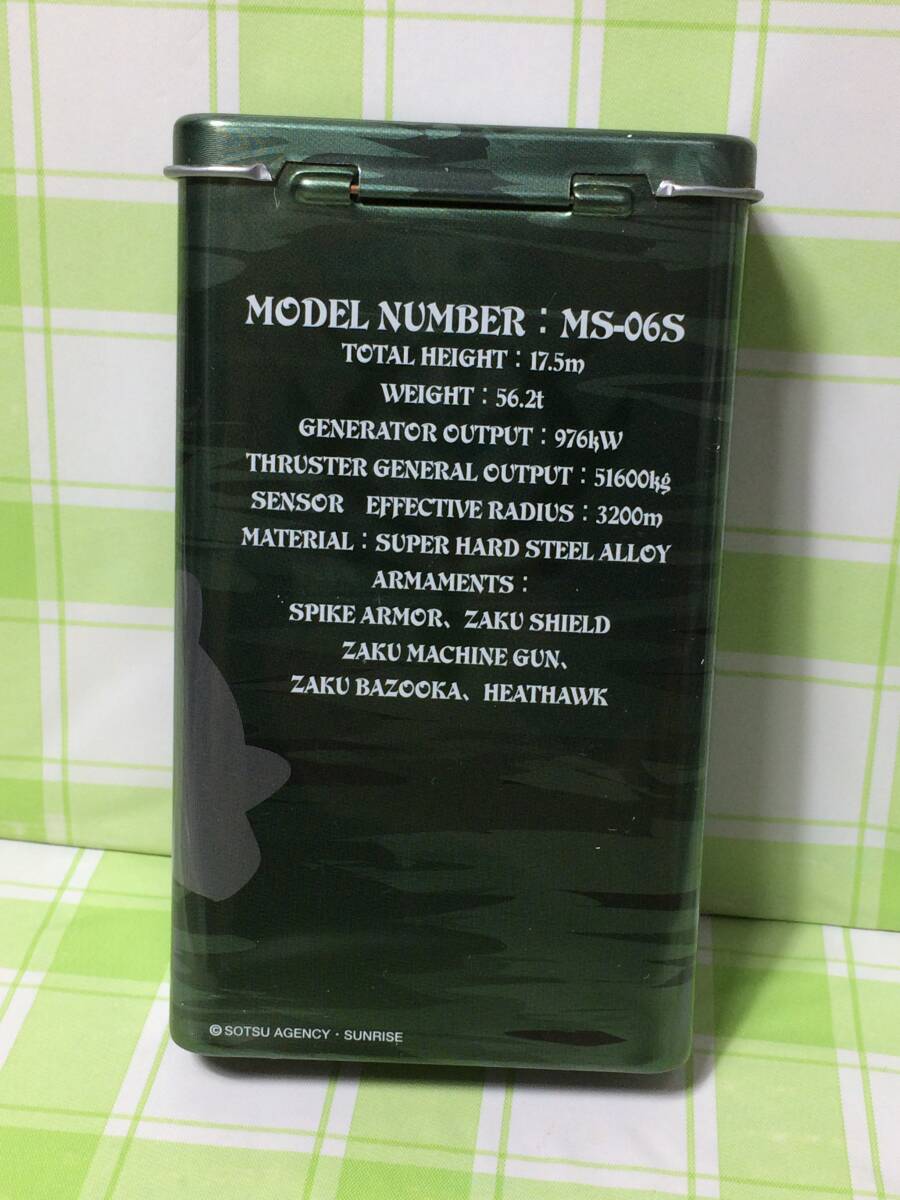 MODEL NUMBER：MS-06S
TOTAL HEIGHT：17.5m
WEIGHT：56.2t
GENERATOR OUTPUT：976kW
THRUSTER GENERAL OUTPUT：51600kg
SENSOR　EFFECTIVE RADIUS：3200m
MATERIAL：SUPER HARD STEEL ALLOY
ARMAMENTS：
SPIKE ARMOR、ZAKU SHIELD
ZAKU MACHINE GUN、
ZAKU BAZOOKA、HEATHAWK
© SOTSU AGENCY・SUNRISE